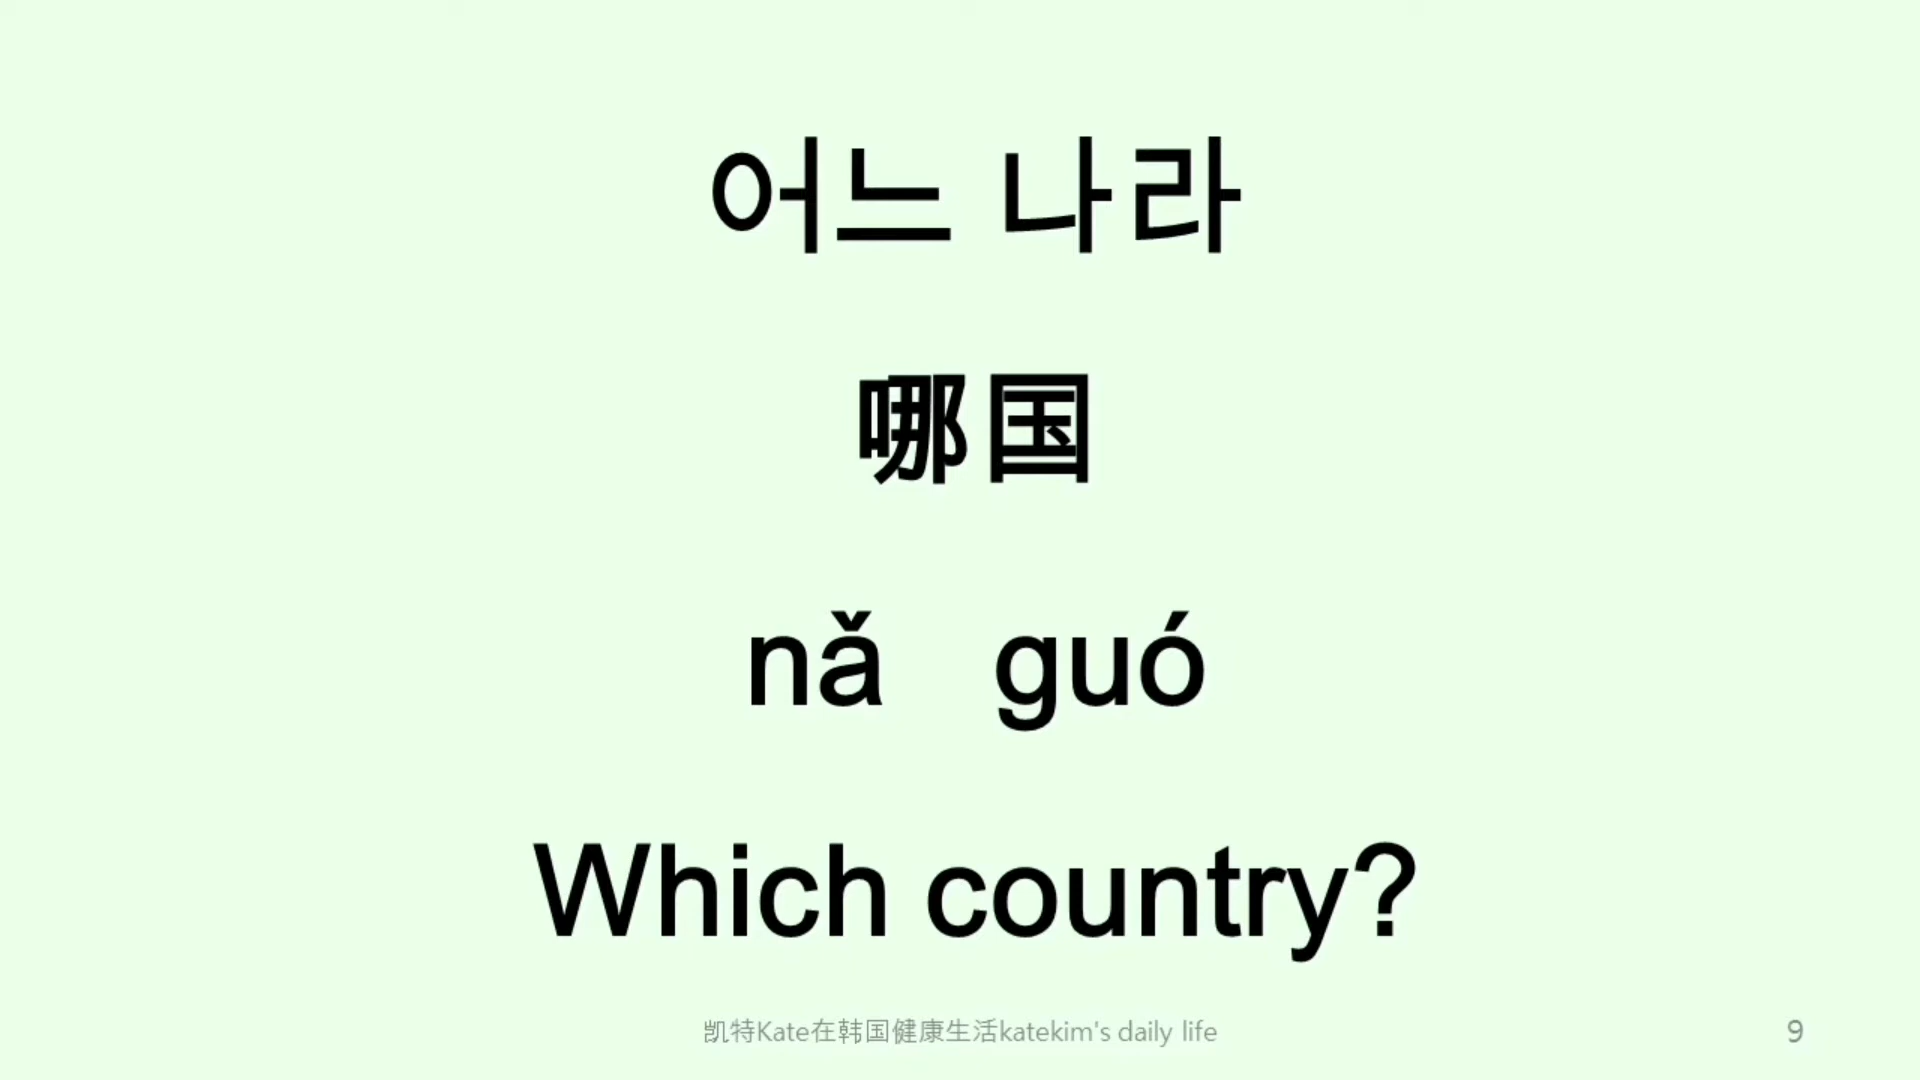 어느 나라
哪国
nǎ guó
Which country?
凯特Kate在韩国健康生活katekim's daily life
9